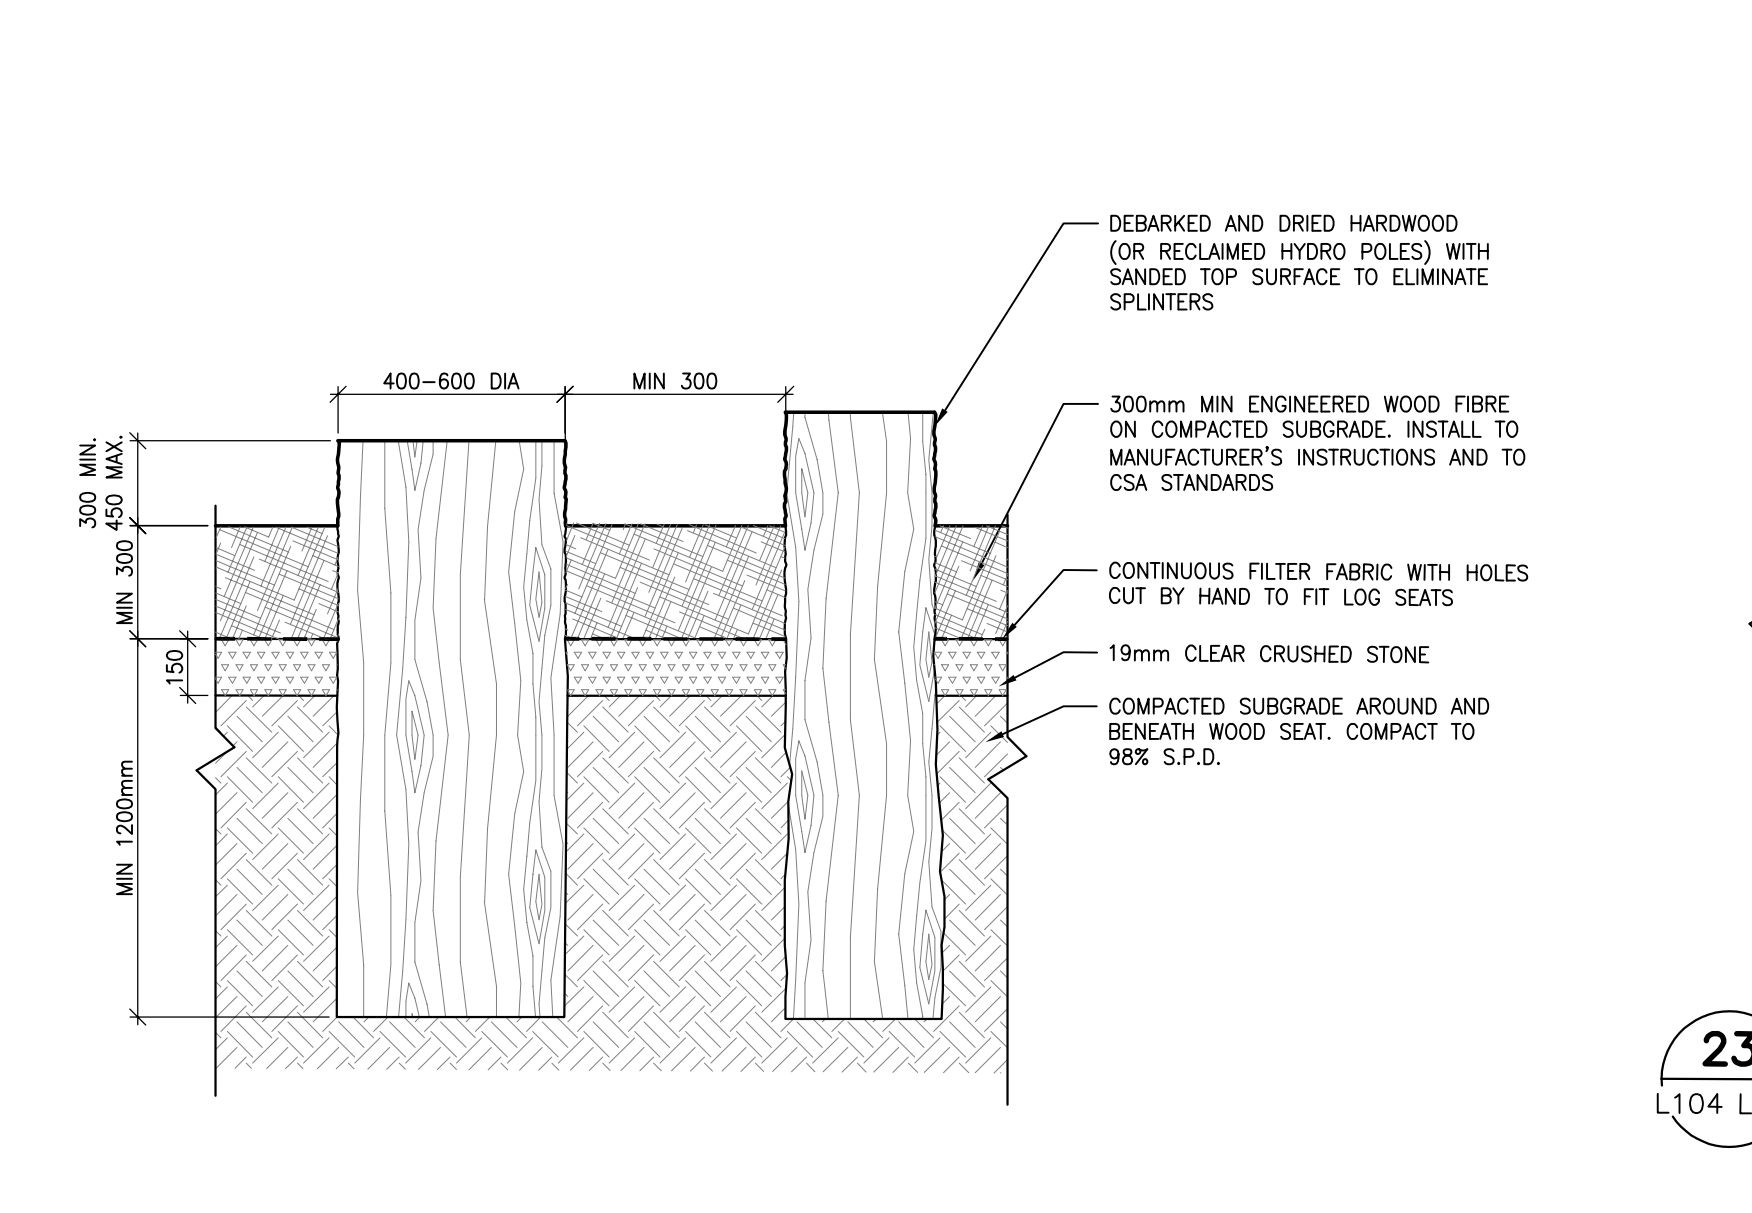 DEBARKED AND DRIED HARDWOOD
(OR RECLAIMED HYDRO POLES) WITH
SANDED TOP SURFACE TO ELIMINATE
SPLINTERS
400-600 DIA
MIN 300
300mm MIN ENGINEERED WOOD FIBRE
ON COMPACTED SUBGRADE. INSTALL TO
MANUFACTURER'S INSTRUCTIONS AND TO
CSA STANDARDS
300 MIN.
450 MAX.
MIN 300
CONTINUOUS FILTER FABRIC WITH HOLES
CUT BY HAND TO FIT LOG SEATS
150
19mm CLEAR CRUSHED STONE
COMPACTED SUBGRADE AROUND AND
BENEATH WOOD SEAT. COMPACT TO
98% S.P.D.
MIN 1200mm
23
L104 L